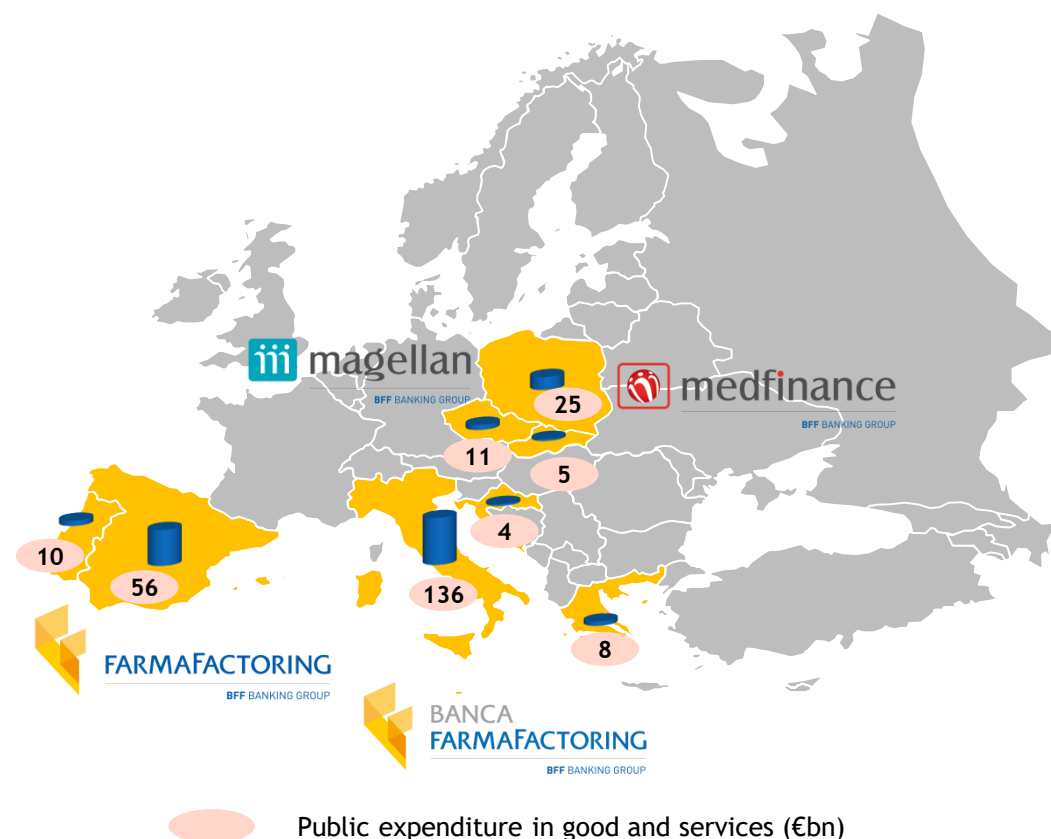 magellan
BFF BANKING GROUP
medfinance
BFF BANKING GROUP
25
11
5
4
10
56
136
8
FARMAFACTORING
BFF BANKING GROUP
BANCA
FARMAFACTORING
BFF BANKING GROUP
Public expenditure in good and services (€bn)